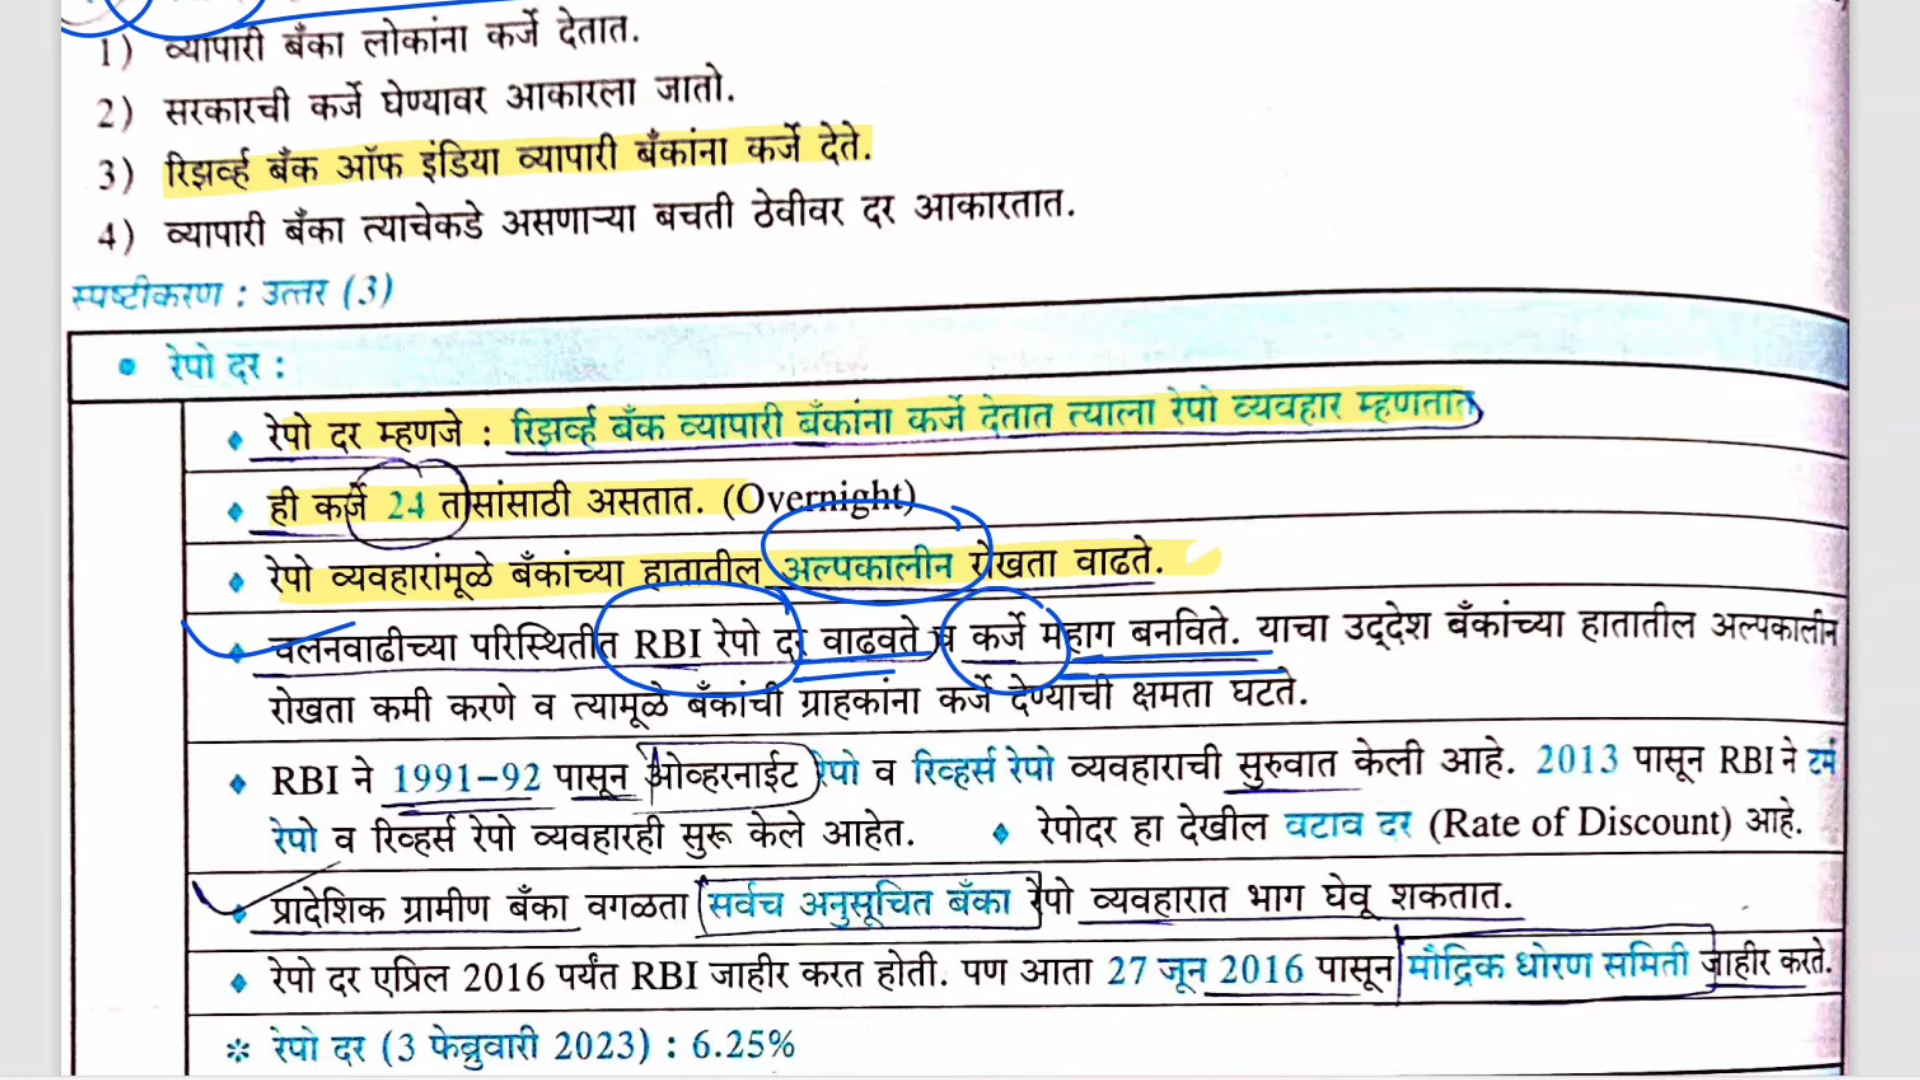 1) व्यापारी बँका लोकांना कर्जे देतात.
2) सरकारची कर्जे घेण्यावर आकारला जातो.
3) रिझर्व्ह बँक ऑफ इंडिया व्यापारी बँकांना कर्जे देते.
4) व्यापारी बँका त्याचेकडे असणाऱ्या बचती ठेवीवर दर आकारतात.
स्पष्टीकरण : उत्तर (3)
• रेपो दर :
♦ रेपो दर म्हणजे : रिझर्व्ह बँक व्यापारी बँकांना कर्जे देतात त्याला रेपो व्यवहार म्हणतात
♦ ही कर्जे 24 तासांसाठी असतात. (Overnight)
♦ रेपो व्यवहारांमूळे बँकांच्या हातातील अल्पकालीन रोखता वाढते.
♦ चलनवाढीच्या परिस्थितीत RBI रेपो दर वाढवते व कर्जे महाग बनविते. याचा उद्‌देश बँकांच्या हातातील अल्पकालीन
रोखता कमी करणे व त्यामूळे बँकांची ग्राहकांना कर्जे देण्याची क्षमता घटते.
♦ RBI ने 1991-92 पासून ओव्हरनाईट रेपो व रिव्हर्स रेपो व्यवहाराची सुरुवात केली आहे. 2013 पासून RBI ने टर्म
रेपो व रिव्हर्स रेपो व्यवहारही सुरू केले आहेत. ♦ रेपोदर हा देखील वटाव दर (Rate of Discount) आहे.
♦ प्रादेशिक ग्रामीण बँका वगळता सर्वच अनुसूचित बँका रेपो व्यवहारात भाग घेवू शकतात.
♦ रेपो दर एप्रिल 2016 पर्यंत RBI जाहीर करत होती. पण आता 27 जून 2016 पासून मौद्रिक धोरण समिती जाहीर करते.
* रेपो दर (3 फेब्रुवारी 2023) : 6.25%